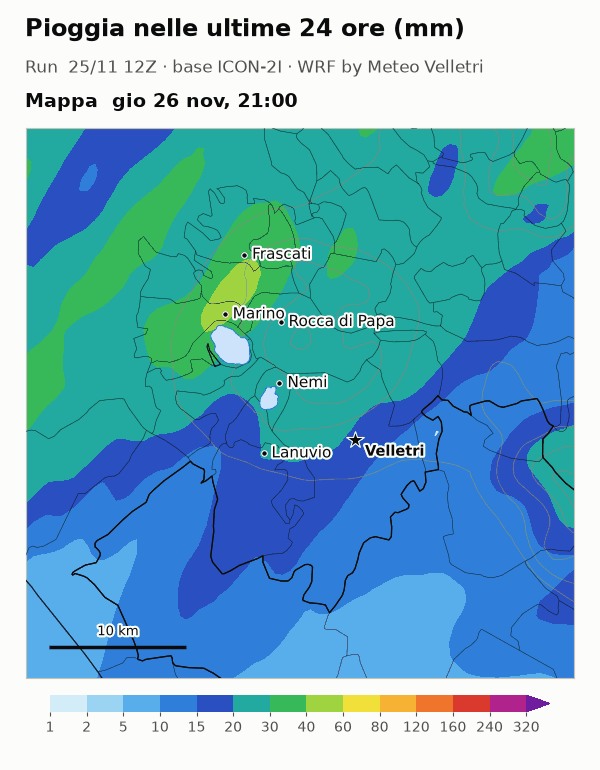 Pioggia nelle ultime 24 ore (mm)
Run  25/11 12Z · base ICON-2I · WRF by Meteo Velletri
Mappa  gio 26 nov, 21:00
Frascati
Marino
Rocca di Papa
Nemi
Velletri
Lanuvio
10 km
1 2 5 10 15 20 30 40 60 80 120 160 240 320